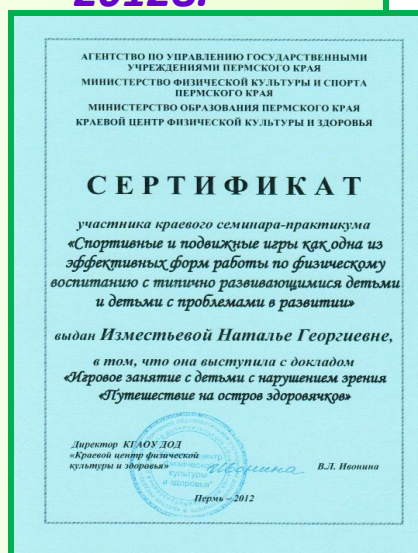 2012г.
АГЕНТСТВО ПО УПРАВЛЕНИЮ ГОСУДАРСТВЕННЫМИ
УЧРЕЖДЕНИЯМИ ПЕРМСКОГО КРАЯ
МИНИСТЕРСТВО ФИЗИЧЕСКОЙ КУЛЬТУРЫ И СПОРТА
ПЕРМСКОГО КРАЯ
МИНИСТЕРСТВО ОБРАЗОВАНИЯ ПЕРМСКОГО КРАЯ
КРАЕВОЙ ЦЕНТР ФИЗИЧЕСКОЙ КУЛЬТУРЫ И ЗДОРОВЬЯ
СЕРТИФИКАТ
участника краевого семинара-практикума
«Спортивные и подвижные игры как одна из
эффективных форм работы по физическому
воспитанию с типично развивающимися детьми
и детьми с проблемами в развитии»
выдан Изместьевой Наталье Георгиевне,
в том, что она выступила с докладом
«Игровое занятие с детьми с нарушением зрения
«Путешествие на остров здоровячков»
Директор КГАОУ ДОД
«Краевой центр физической
культуры и здоровья»
В.Л. Ивонина
Пермь – 2012